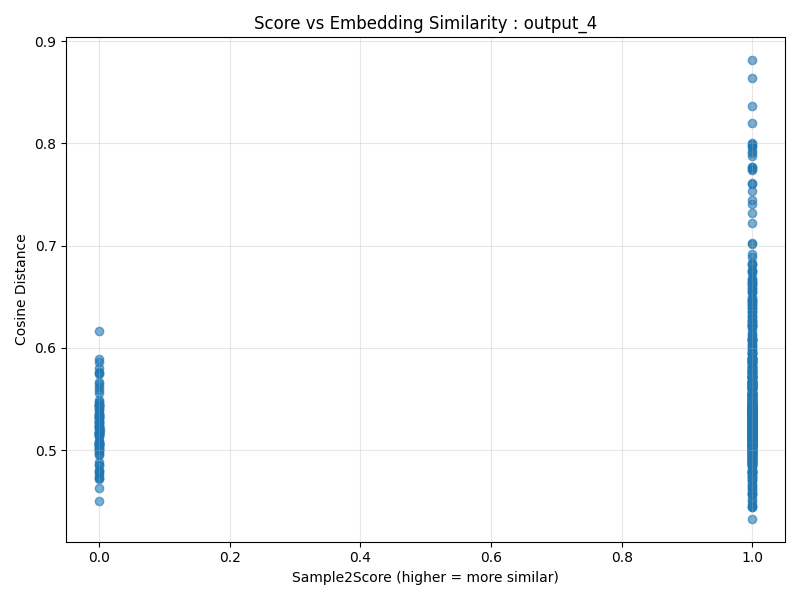 Score vs Embedding Similarity : output_4
Cosine Distance
0.9
0.8
0.7
0.6
0.5
0.0 0.2 0.4 0.6 0.8 1.0
Sample2Score (higher = more similar)